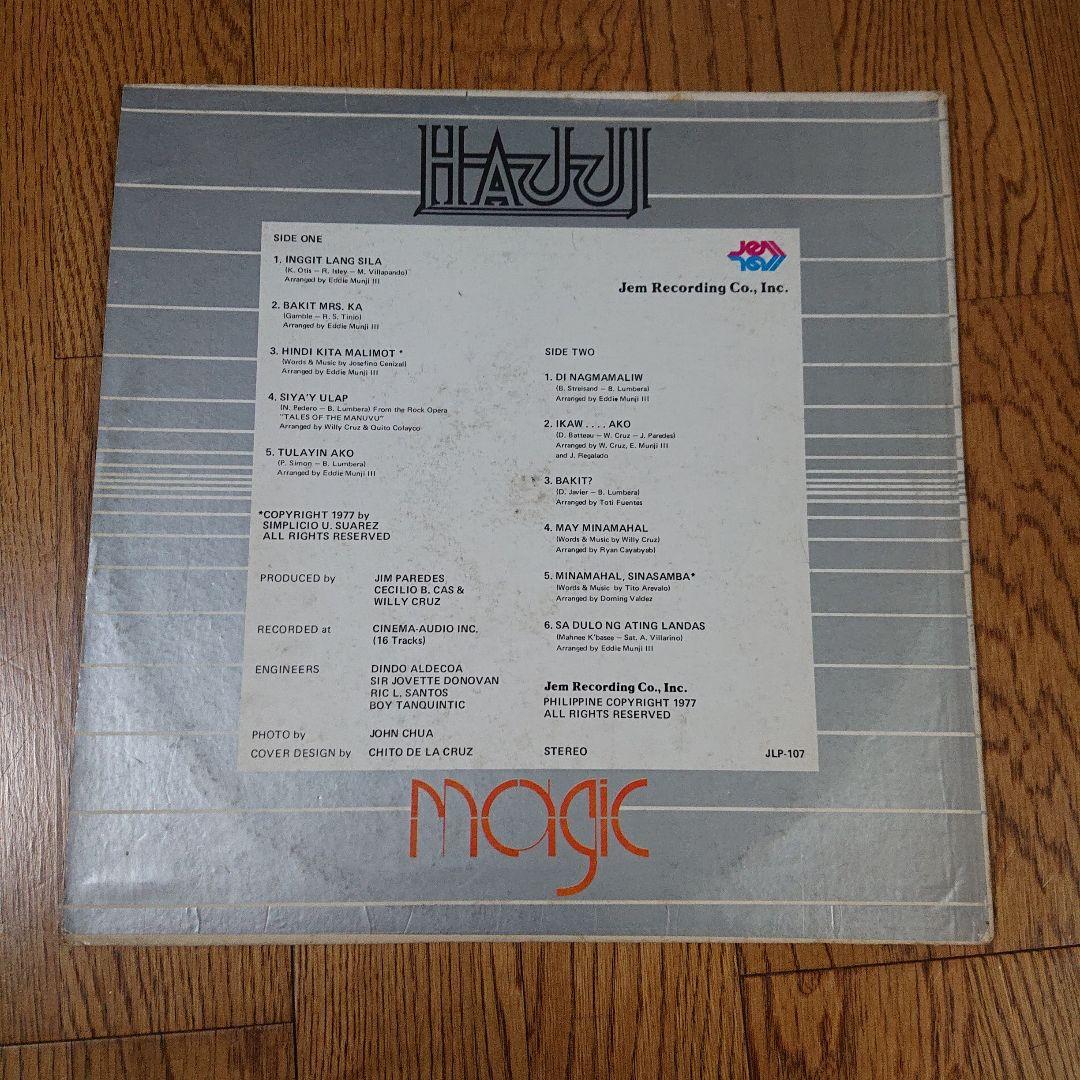 HAJJI
SIDE ONE
1. INGGIT LANG SILA
(K. Otis – R. Isley – M. Villapando)
Arranged by Eddie Munji III
2. BAKIT MRS. KA
(Gamble – R. S. Tinio)
Arranged by Eddie Munji III
3. HINDI KITA MALIMOT *
(Words & Music by Josefino Cenizal)
Arranged by Eddie Munji III
4. SIYA'Y ULAP
(N. Pedero – B. Lumbera) From the Rock Opera
"TALES OF THE MANUVU"
Arranged by Willy Cruz & Quito Colayco
5. TULAYIN AKO
(P. Simon – B. Lumbera)
Arranged by Eddie Munji III
*COPYRIGHT 1977 by
SIMPLICIO U. SUAREZ
ALL RIGHTS RESERVED
PRODUCED by JIM PAREDES
CECILIO B. CAS &
WILLY CRUZ
RECORDED at CINEMA-AUDIO INC.
(16 Tracks)
ENGINEERS DINDO ALDECOA
SIR JOVETTE DONOVAN
RIC L. SANTOS
BOY TANQUINTIC
PHOTO by JOHN CHUA
COVER DESIGN by CHITO DE LA CRUZ
Jem
Jem
Jem Recording Co., Inc.
SIDE TWO
1. DI NAGMAMALIW
(B. Streisand – B. Lumbera)
Arranged by Eddie Munji III
2. IKAW . . . . AKO
(D. Batteau – W. Cruz – J. Paredes)
Arranged by W. Cruz, E. Munji III
and J. Regalado
3. BAKIT?
(D. Javier – B. Lumbera)
Arranged by Toti Fuentes
4. MAY MINAMAHAL
(Words & Music by Willy Cruz)
Arranged by Ryan Cayabyab)
5. MINAMAHAL, SINASAMBA*
(Words & Music by Tito Arevalo)
Arranged by Doming Valdez
6. SA DULO NG ATING LANDAS
(Mahnee K'basee – Sat. A. Villarino)
Arranged by Eddie Munji III
Jem Recording Co., Inc.
PHILIPPINE COPYRIGHT 1977
ALL RIGHTS RESERVED
STEREO JLP-107
magic